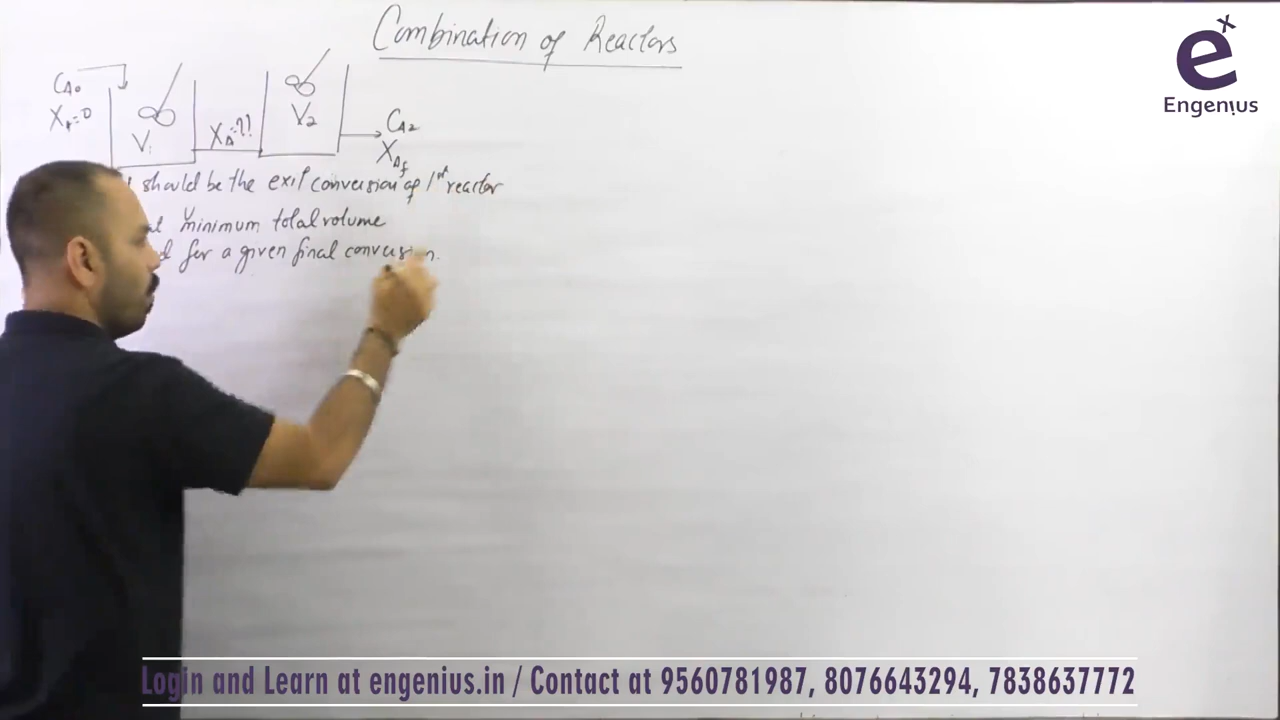 Combination of Reactors
ex
Engenius
CA0
XA=0
V1
XA=??
V2
CA2
XAf
should be the exit conversion of 1st reactor
minimum total volume
for a given final conversion.
Login and Learn at engenius.in / Contact at 9560781987, 8076643294, 7838637772